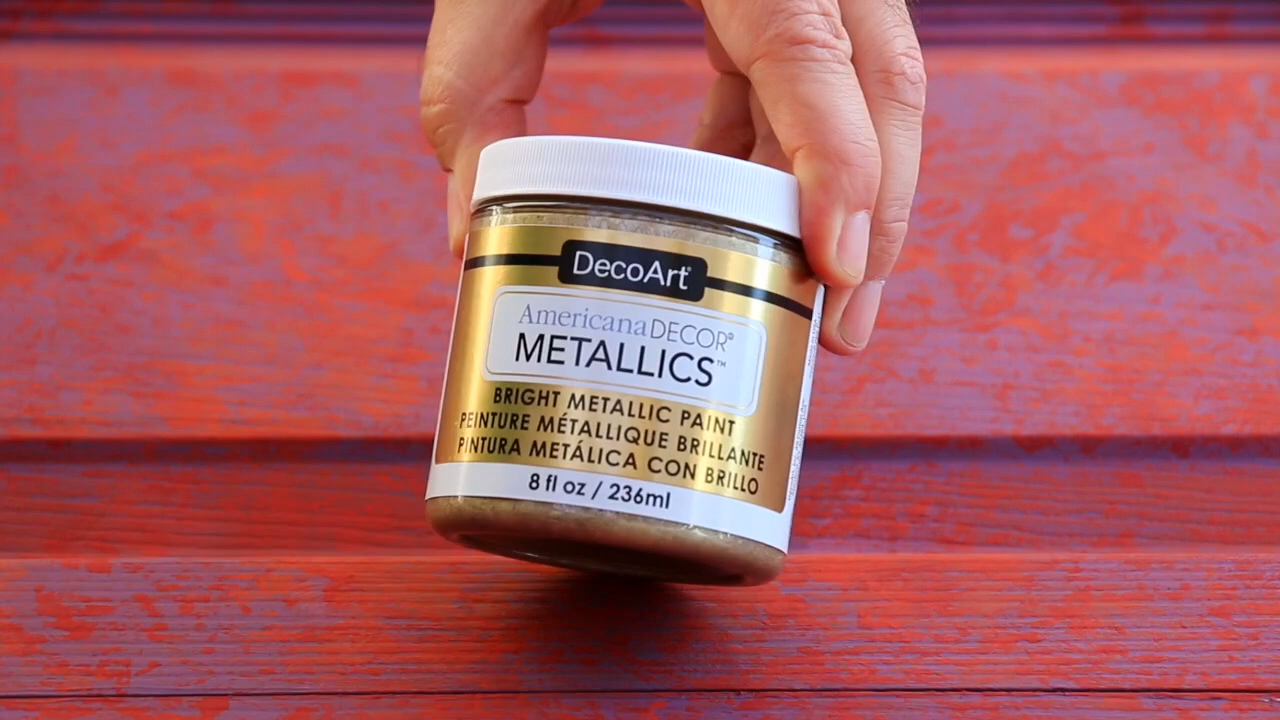 DecoArt®
AmericanaDECOR®
METALLICS™
BRIGHT METALLIC PAINT
PEINTURE MÉTALLIQUE BRILLANTE
PINTURA METÁLICA CON BRILLO
8 fl oz / 236ml